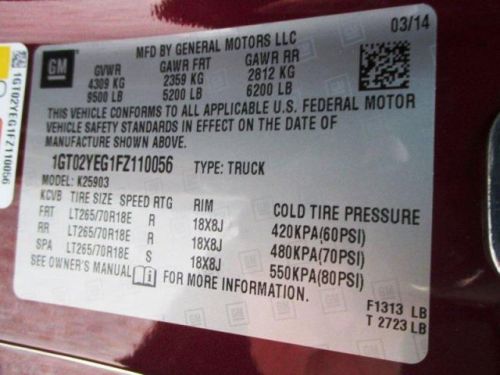 GM
MFD BY GENERAL MOTORS LLC 03/14
GVWR GAWR FRT GAWR RR
4309 KG 2359 KG 2812 KG
9500 LB 5200 LB 6200 LB
THIS VEHICLE CONFORMS TO ALL APPLICABLE U.S. FEDERAL MOTOR
VEHICLE SAFETY STANDARDS IN EFFECT ON THE DATE OF
MANUFACTURE SHOWN ABOVE.
1GT02YEG1FZ110056 TYPE: TRUCK
MODEL: K25903
KCVB TIRE SIZE SPEED RTG RIM COLD TIRE PRESSURE
FRT LT265/70R18E R 18X8J 420KPA(60PSI)
RR LT265/70R18E R 18X8J 480KPA(70PSI)
SPA LT265/70R18E S 18X8J 550KPA(80PSI)
SEE OWNER'S MANUAL FOR MORE INFORMATION.
F1313 LB
T 2723 LB
1GT02YEG1FZ110056